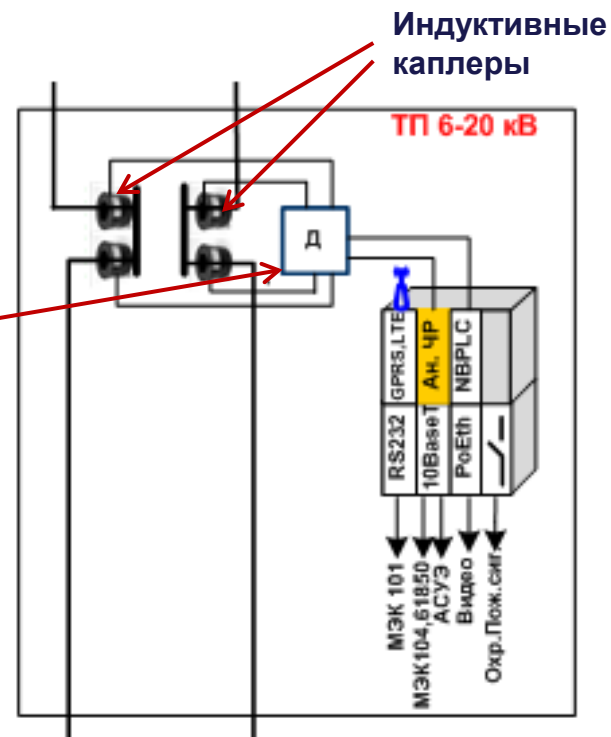 Индуктивные
каплеры
ТП 6-20 кВ
Д
GPRS,LTE
Ан. ЧР
NBPLC
RS232
10BaseT
PoEth
МЭК 101
МЭК104,61850
АСУЭ
Видео
Охр.Пож.сиг.